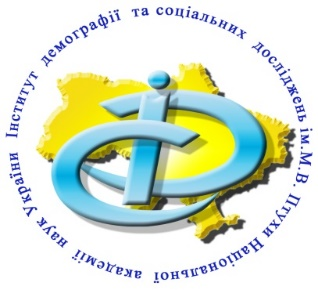 Інститут демографії та соціальних досліджень ім.М.В. Птухи Національної академії наук України